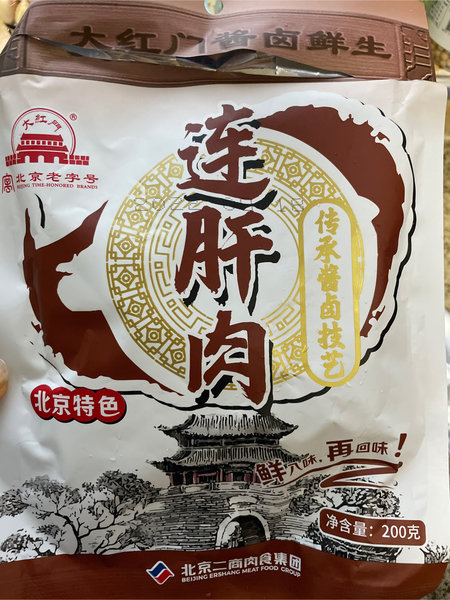 大红门酱卤鲜生
大红门
®
北京老字号
BEIJING TIME-HONORED BRANDS
连肝肉
传承酱卤技艺
北京特色
鲜入味,再回味!
净含量: 200克
北京二商肉食集团
BEIJING ERSHANG MEAT FOOD GROUP